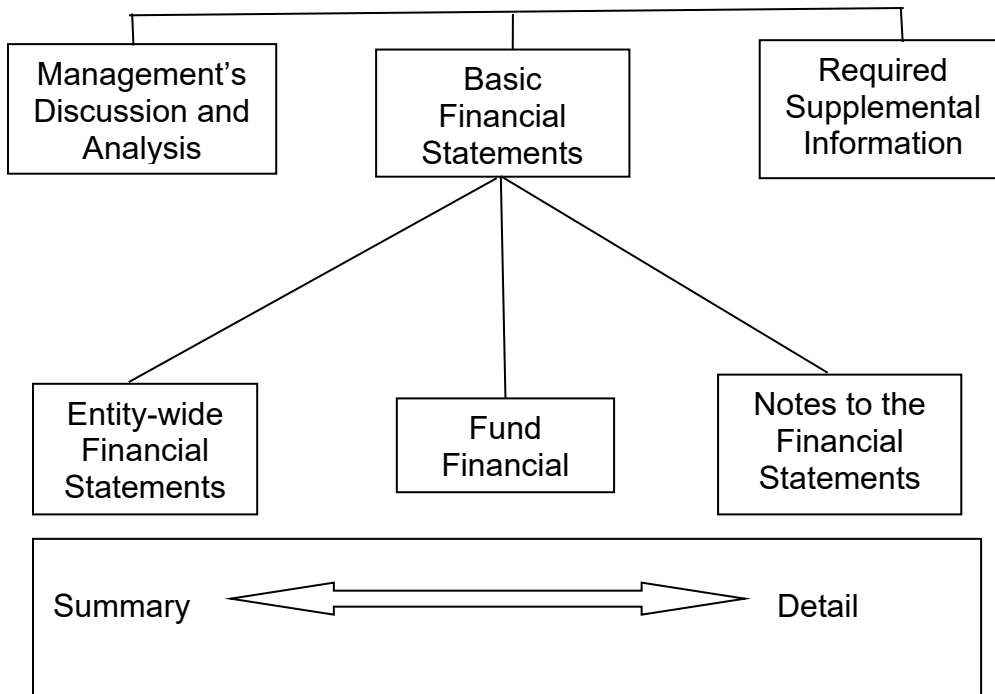 Management’s
Discussion and
Analysis
Basic
Financial
Statements
Required
Supplemental
Information
Entity-wide
Financial
Statements
Fund
Financial
Notes to the
Financial
Statements
Summary
Detail